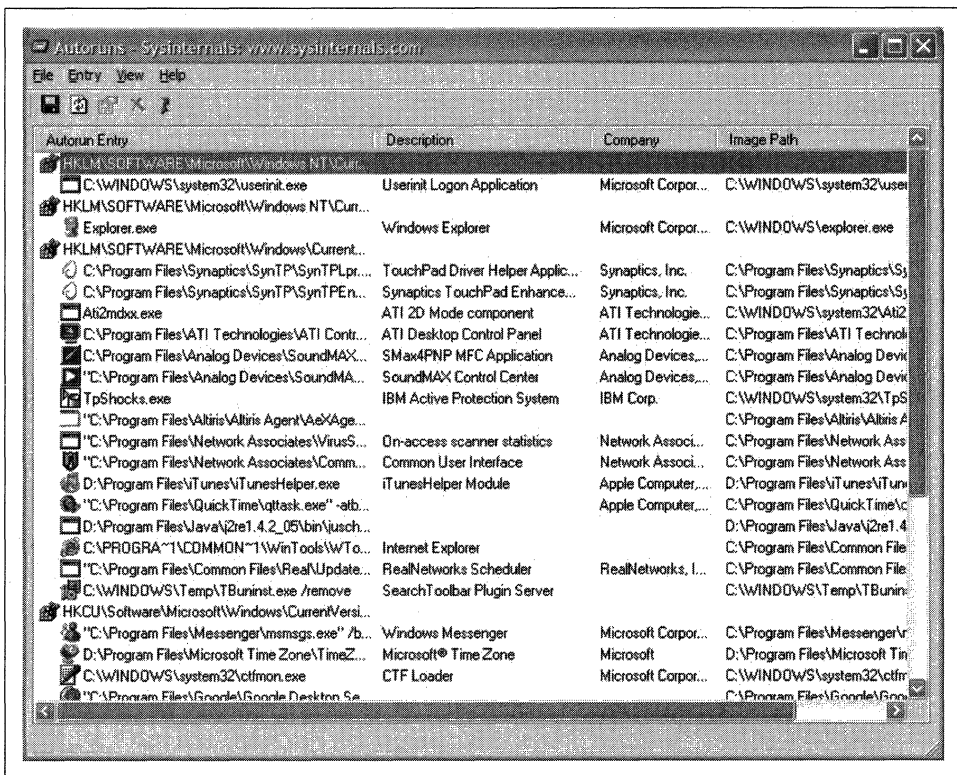 Autoruns - Sysinternals: www.sysinternals.com
File Entry View Help
Autorun Entry Description Company Image Path
HKLM\SOFTWARE\Microsoft\Windows NT\Curr...
C:\WINDOWS\system32\userinit.exe Userinit Logon Application Microsoft Corpor... C:\WINDOWS\system32\user
HKLM\SOFTWARE\Microsoft\Windows NT\Curr...
Explorer.exe Windows Explorer Microsoft Corpor... C:\WINDOWS\explorer.exe
HKLM\SOFTWARE\Microsoft\Windows\Current...
C:\Program Files\Synaptics\SynTP\SynTPLpr.... TouchPad Driver Helper Applic... Synaptics, Inc. C:\Program Files\Synaptics\Sy
C:\Program Files\Synaptics\SynTP\SynTPEn... Synaptics TouchPad Enhance... Synaptics, Inc. C:\Program Files\Synaptics\Sy
Ati2mdxx.exe ATI 2D Mode component ATI Technologie... C:\WINDOWS\system32\Ati2
C:\Program Files\ATI Technologies\ATI Contr... ATI Desktop Control Panel ATI Technologie... C:\Program Files\ATI Technol
C:\Program Files\Analog Devices\SoundMAX... SMax4PNP MFC Application Analog Devices,... C:\Program Files\Analog Devic
"C:\Program Files\Analog Devices\SoundMA... SoundMAX Control Center Analog Devices,... C:\Program Files\Analog Devic
TpShocks.exe IBM Active Protection System IBM Corp. C:\WINDOWS\system32\TpS
"C:\Program Files\Altiris\Altiris Agent\AeXAge... C:\Program Files\Altiris\Altiris A
"C:\Program Files\Network Associates\VirusS... On-access scanner statistics Network Associ... C:\Program Files\Network Ass
"C:\Program Files\Network Associates\Comm... Common User Interface Network Associ... C:\Program Files\Network Ass
D:\Program Files\iTunes\iTunesHelper.exe iTunesHelper Module Apple Computer,... D:\Program Files\iTunes\iTun
"C:\Program Files\QuickTime\qttask.exe" -atb... Apple Computer,... C:\Program Files\QuickTime\q
D:\Program Files\Java\j2re1.4.2_05\bin\jusch... D:\Program Files\Java\j2re1.4
C:\PROGRA~1\COMMON~1\WinTools\WTo... Internet Explorer C:\Program Files\Common File
"C:\Program Files\Common Files\Real\Update... RealNetworks Scheduler RealNetworks, I... C:\Program Files\Common File
C:\WINDOWS\Temp\TBuninst.exe /remove SearchToolbar Plugin Server C:\WINDOWS\Temp\TBunins
HKCU\Software\Microsoft\Windows\CurrentVersi...
"C:\Program Files\Messenger\msmsgs.exe" /b... Windows Messenger Microsoft Corpor... C:\Program Files\Messenger\m
D:\Program Files\Microsoft Time Zone\TimeZ... Microsoft® Time Zone Microsoft D:\Program Files\Microsoft Tim
C:\WINDOWS\system32\ctfmon.exe CTF Loader Microsoft Corpor... C:\WINDOWS\system32\ctfm
"C:\Program Files\Google\Google Desktop Se... C:\Program Files\Google\Goo